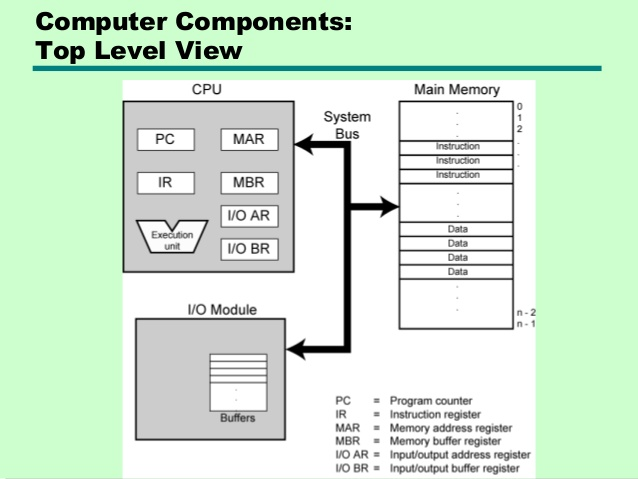 Computer Components:
Top Level View
CPU
PC
MAR
IR
MBR
I/O AR
Execution
unit
I/O BR
System
Bus
Main Memory
0
1
2
.
.
.
.
.
Instruction
Instruction
Instruction
.
.
.
Data
Data
Data
Data
.
.
.
n - 2
n - 1
I/O Module
.
.
Buffers
PC = Program counter
IR = Instruction register
MAR = Memory address register
MBR = Memory buffer register
I/O AR = Input/output address register
I/O BR = Input/output buffer register